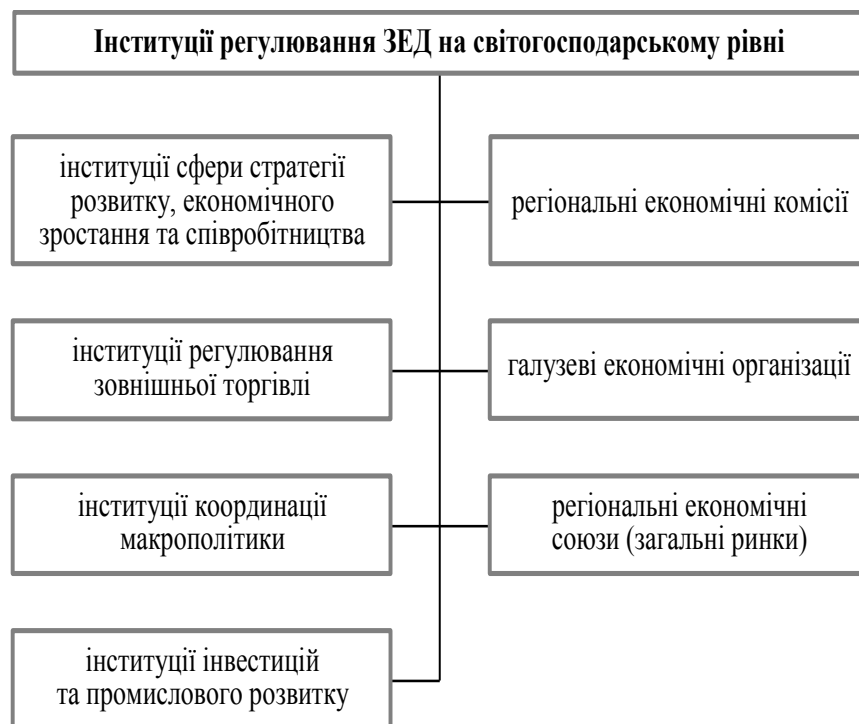 Інституції регулювання ЗЕД на світогосподарському рівні
інституції сфери стратегії
розвитку, економічного
зростання та співробітництва
регіональні економічні комісії
інституції регулювання
зовнішньої торгівлі
галузеві економічні організації
інституції координації
макрополітики
регіональні економічні
союзи (загальні ринки)
інституції інвестицій
та промислового розвитку